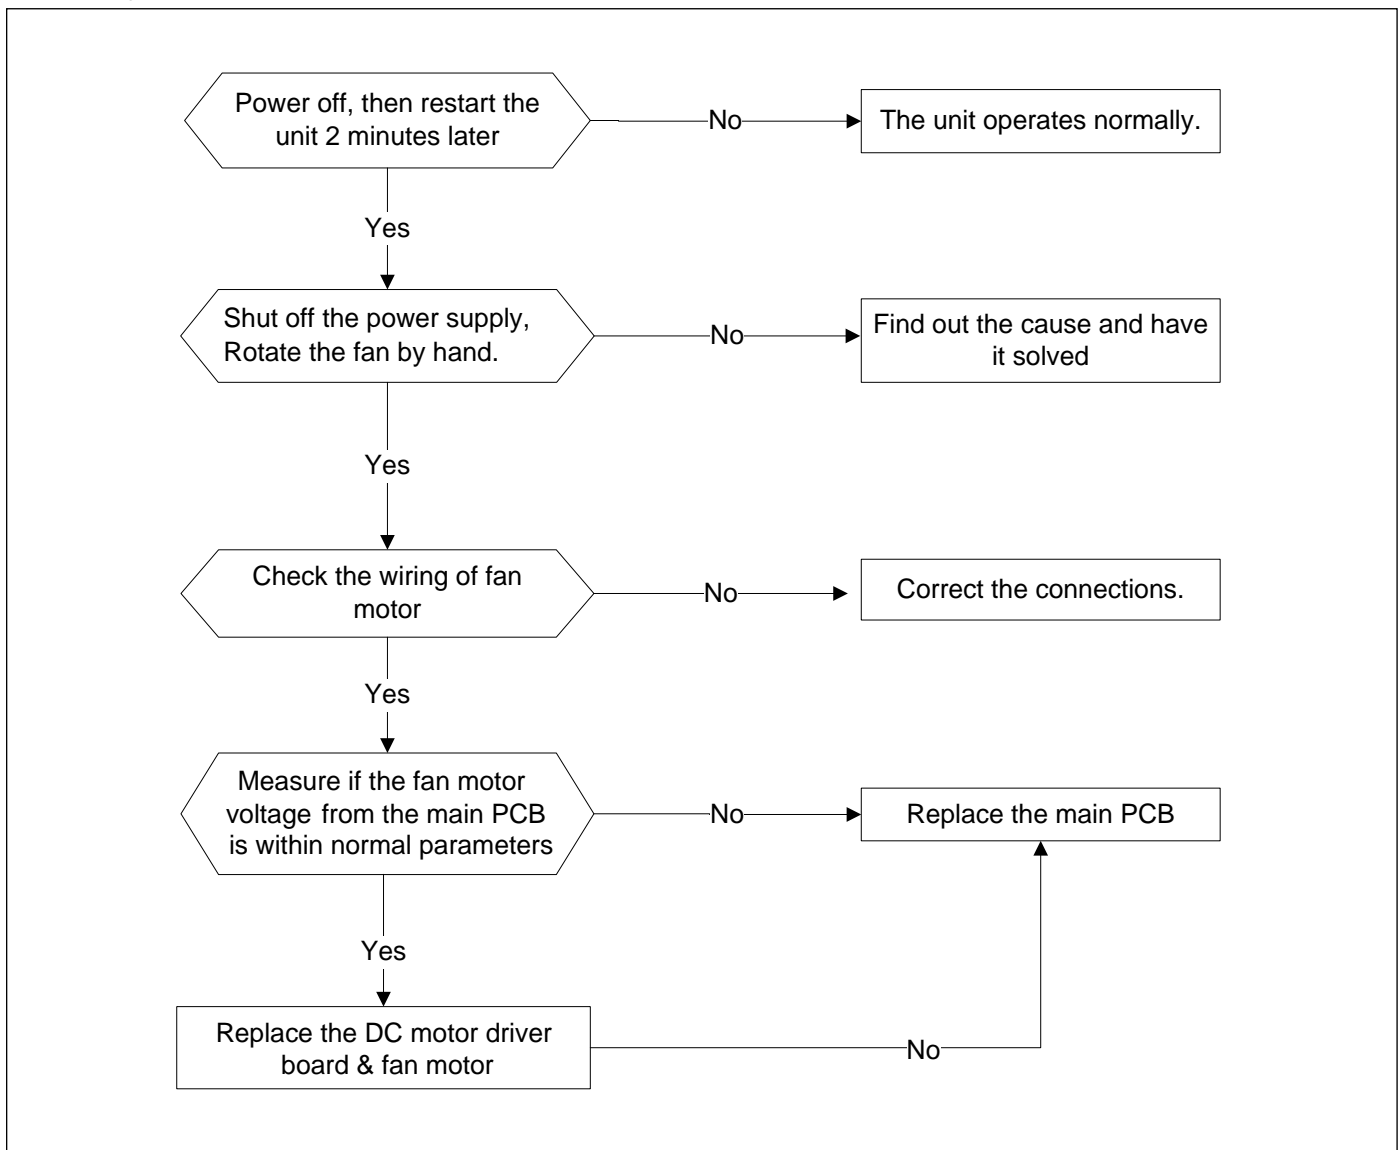 Power off, then restart the
unit 2 minutes later
No
The unit operates normally.
Yes
Shut off the power supply,
Rotate the fan by hand.
No
Find out the cause and have
it solved
Yes
Check the wiring of fan
motor
No
Correct the connections.
Yes
Measure if the fan motor
voltage from the main PCB
is within normal parameters
No
Replace the main PCB
Yes
Replace the DC motor driver
board & fan motor
No